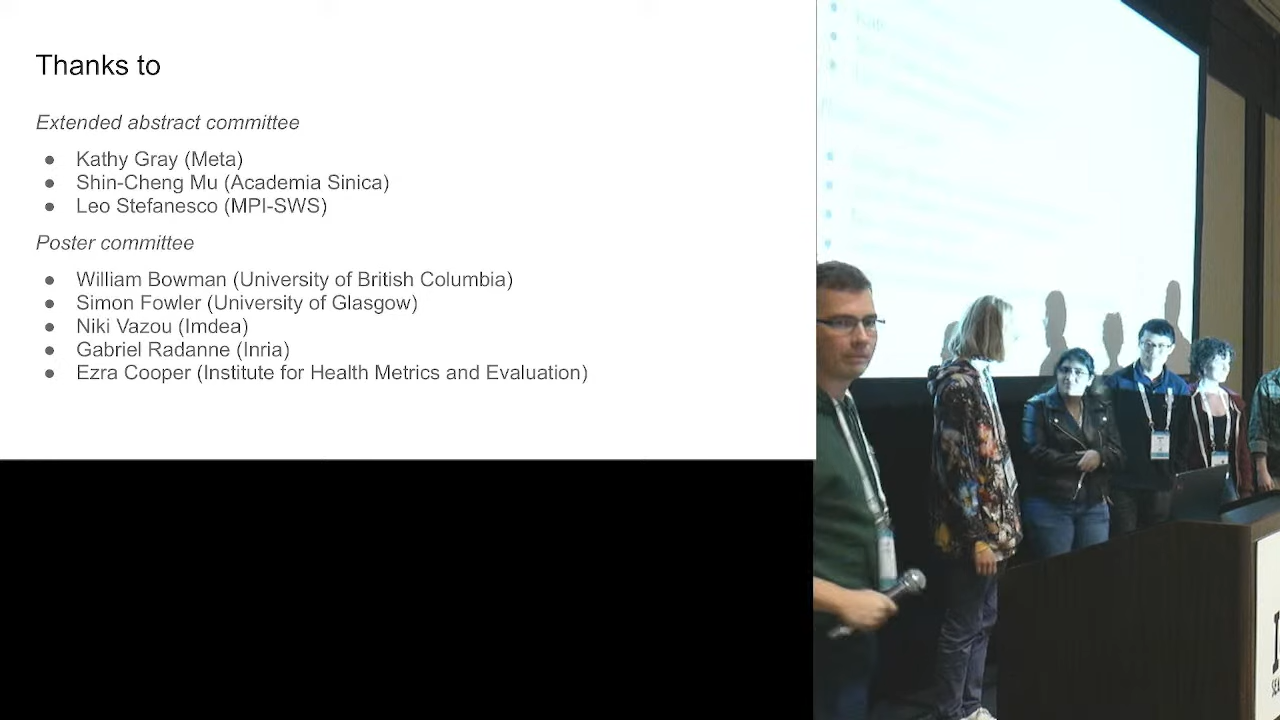 Thanks to
Extended abstract committee
● Kathy Gray (Meta)
● Shin-Cheng Mu (Academia Sinica)
● Leo Stefanesco (MPI-SWS)
Poster committee
● William Bowman (University of British Columbia)
● Simon Fowler (University of Glasgow)
● Niki Vazou (Imdea)
● Gabriel Radanne (Inria)
● Ezra Cooper (Institute for Health Metrics and Evaluation)